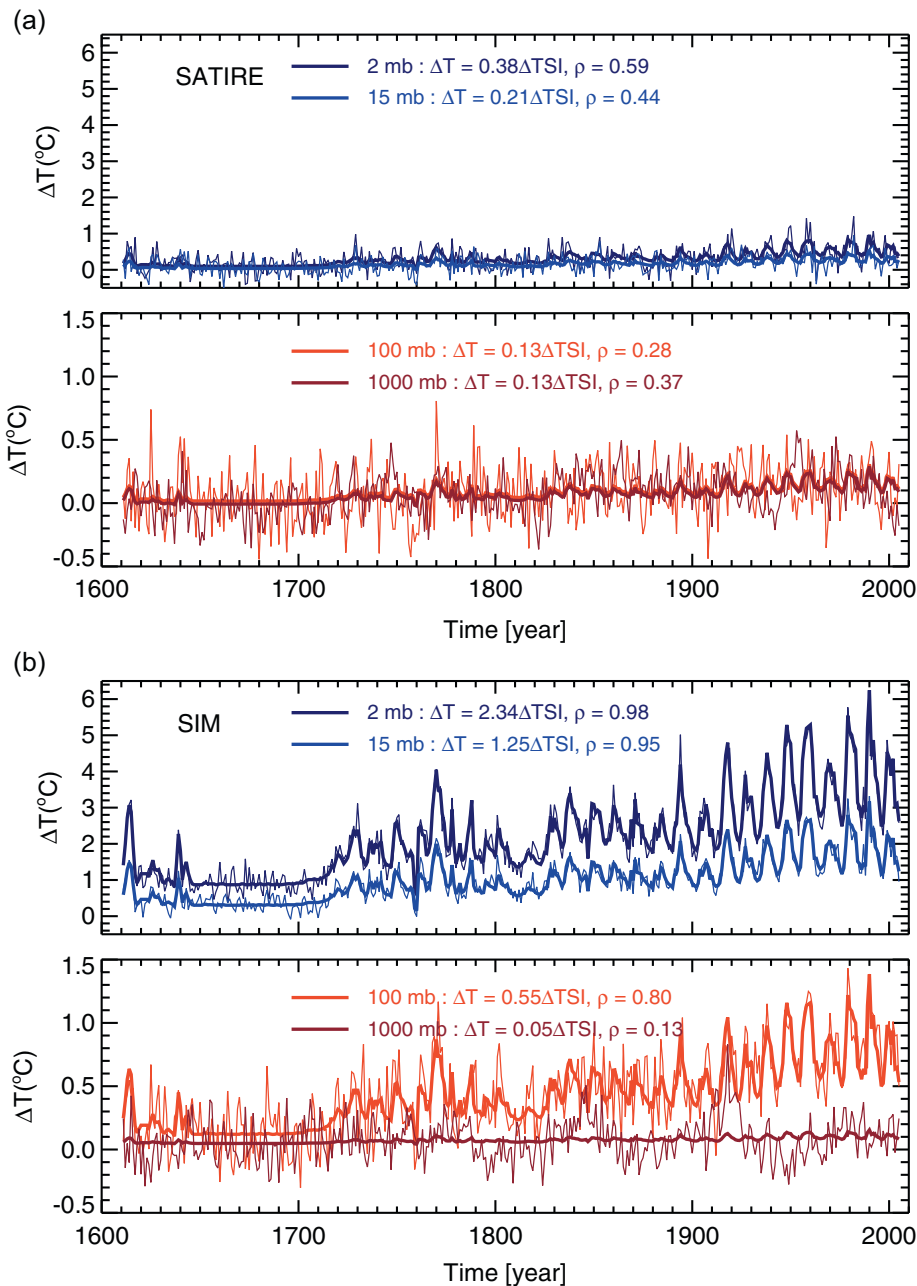 (a)
6
5
4
3
2
1
0
ΔT(°C)
SATIRE
2 mb : ΔT = 0.38ΔTSI, ρ = 0.59
15 mb : ΔT = 0.21ΔTSI, ρ = 0.44
1.5
1.0
0.5
0.0
-0.5
ΔT(°C)
100 mb : ΔT = 0.13ΔTSI, ρ = 0.28
1000 mb : ΔT = 0.13ΔTSI, ρ = 0.37
1600 1700 1800 1900 2000
Time [year]
(b)
6
5
4
3
2
1
0
ΔT(°C)
SIM
2 mb : ΔT = 2.34ΔTSI, ρ = 0.98
15 mb : ΔT = 1.25ΔTSI, ρ = 0.95
1.5
1.0
0.5
0.0
-0.5
ΔT(°C)
100 mb : ΔT = 0.55ΔTSI, ρ = 0.80
1000 mb : ΔT = 0.05ΔTSI, ρ = 0.13
1600 1700 1800 1900 2000
Time [year]